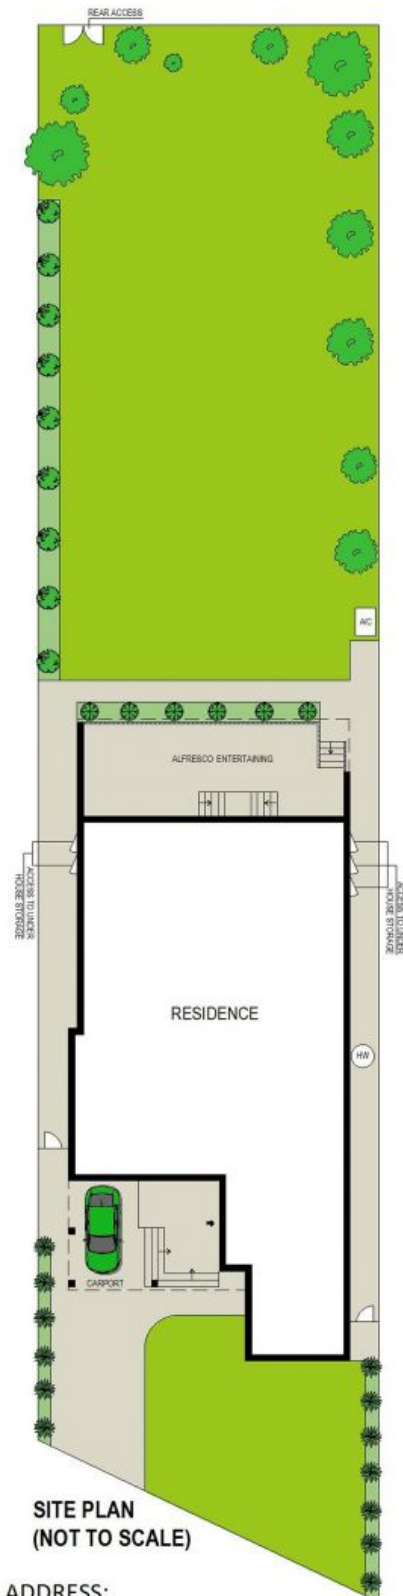 REAR ACCESS
A/C
ALFRESCO ENTERTAINING
ACCESS TO UNDER
HOUSE STORAGE
ACCESS TO UNDER
HOUSE STORAGE
RESIDENCE
HW
CARPORT
SITE PLAN
(NOT TO SCALE)
ADDRESS: